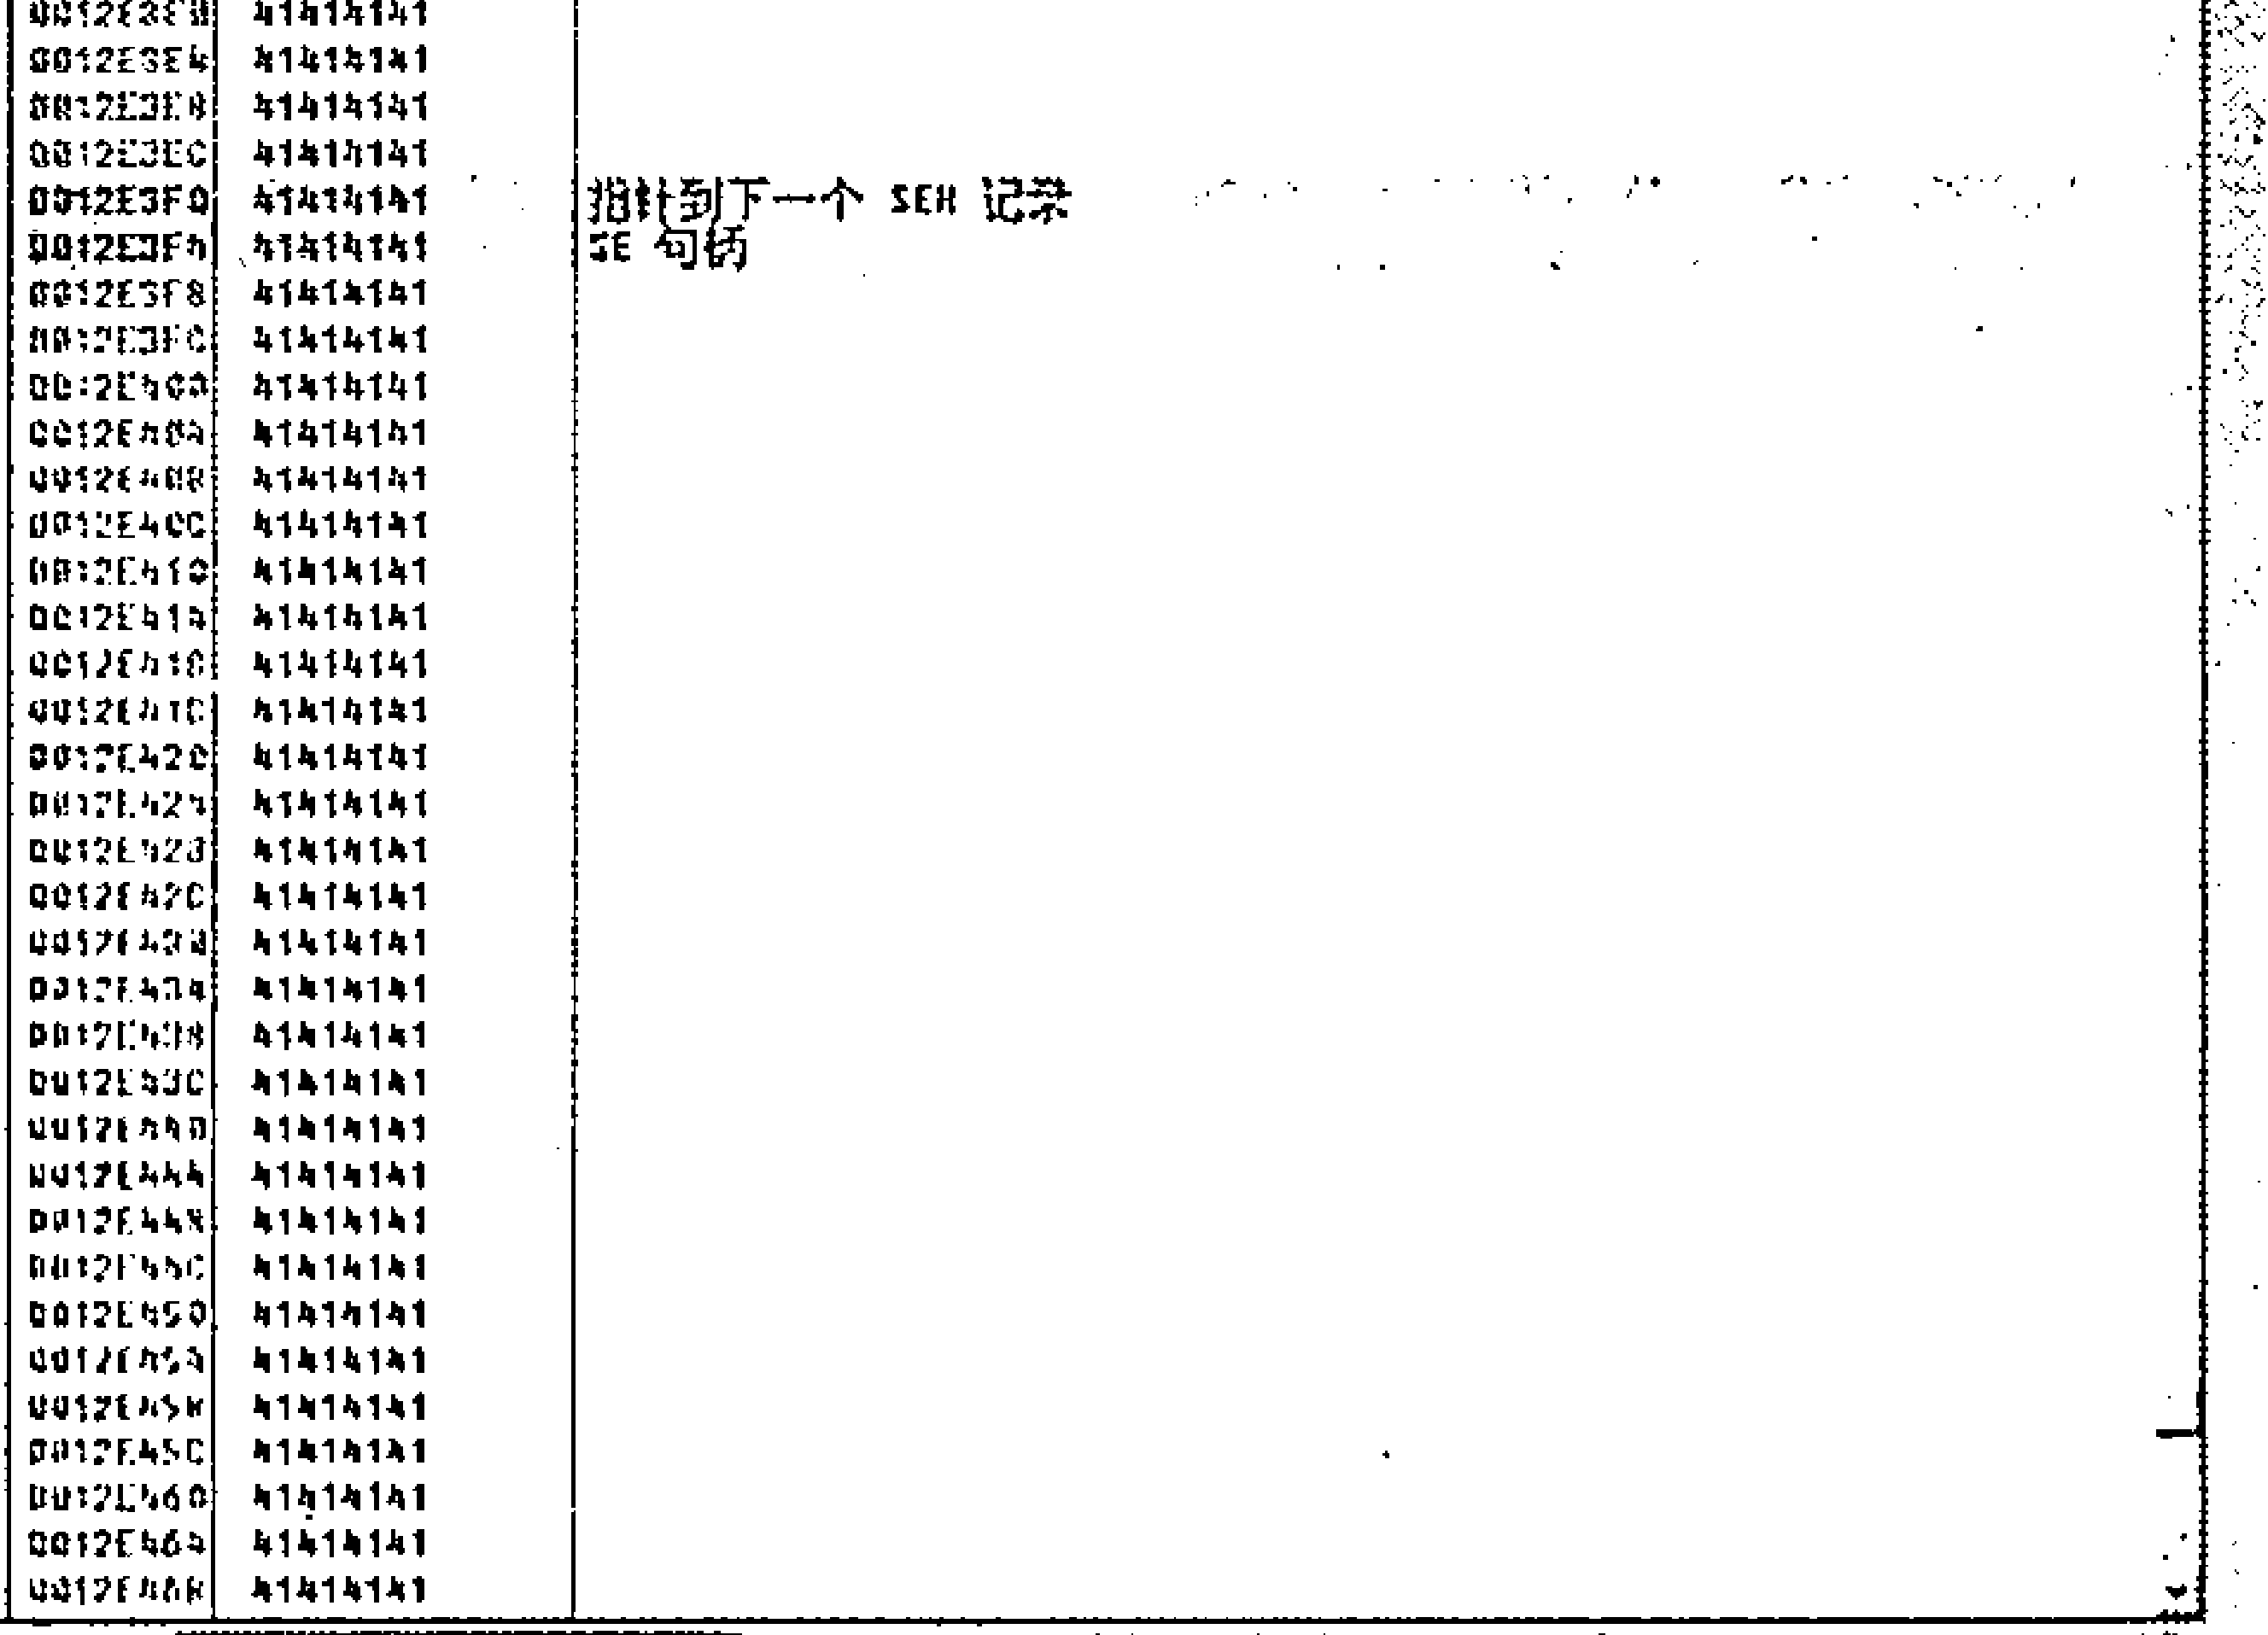 0012E3E0 41414141
0012E3E4 41414141
0012E3E8 41414141
0012E3EC 41414141
0012E3F0 41414141 指针到下一个 SEH 记录
0012E3F4 41414141 SE 句柄
0012E3F8 41414141
0012E3FC 41414141
0012E400 41414141
0012E404 41414141
0012E408 41414141
0012E40C 41414141
0012E410 41414141
0012E414 41414141
0012E418 41414141
0012E41C 41414141
0012E420 41414141
0012E424 41414141
0012E428 41414141
0012E42C 41414141
0012E430 41414141
0012E434 41414141
0012E438 41414141
0012E43C 41414141
0012E440 41414141
0012E444 41414141
0012E448 41414141
0012E44C 41414141
0012E450 41414141
0012E454 41414141
0012E458 41414141
0012E45C 41414141
0012E460 41414141
0012E464 41414141
0012E468 41414141